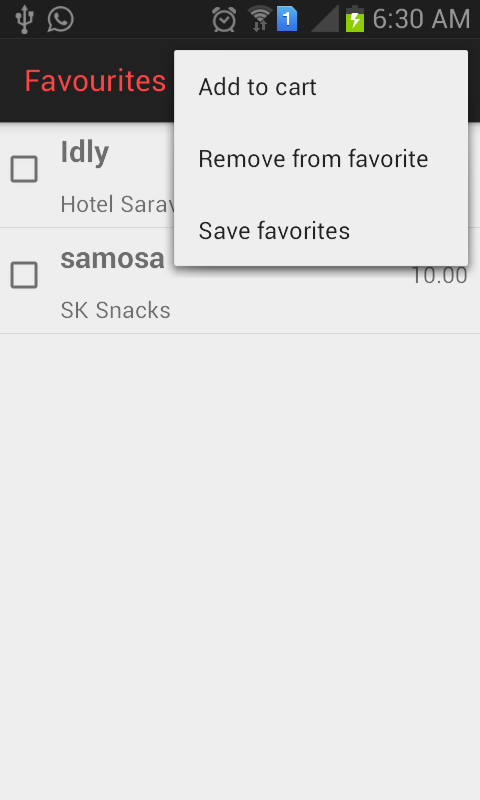 1 6:30 AM
Favourites
Add to cart
Remove from favorite
Save favorites
Idly
Hotel
samosa
10.00
SK Snacks